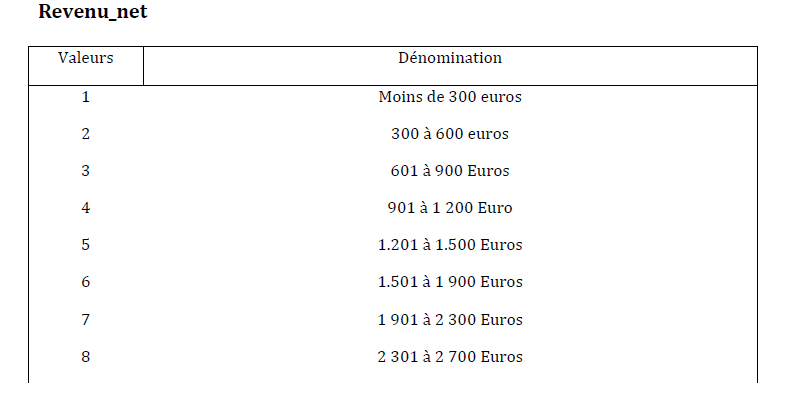 Revenu_net
Valeurs Dénomination
1 Moins de 300 euros
2 300 à 600 euros
3 601 à 900 Euros
4 901 à 1 200 Euro
5 1.201 à 1.500 Euros
6 1.501 à 1 900 Euros
7 1 901 à 2 300 Euros
8 2 301 à 2 700 Euros